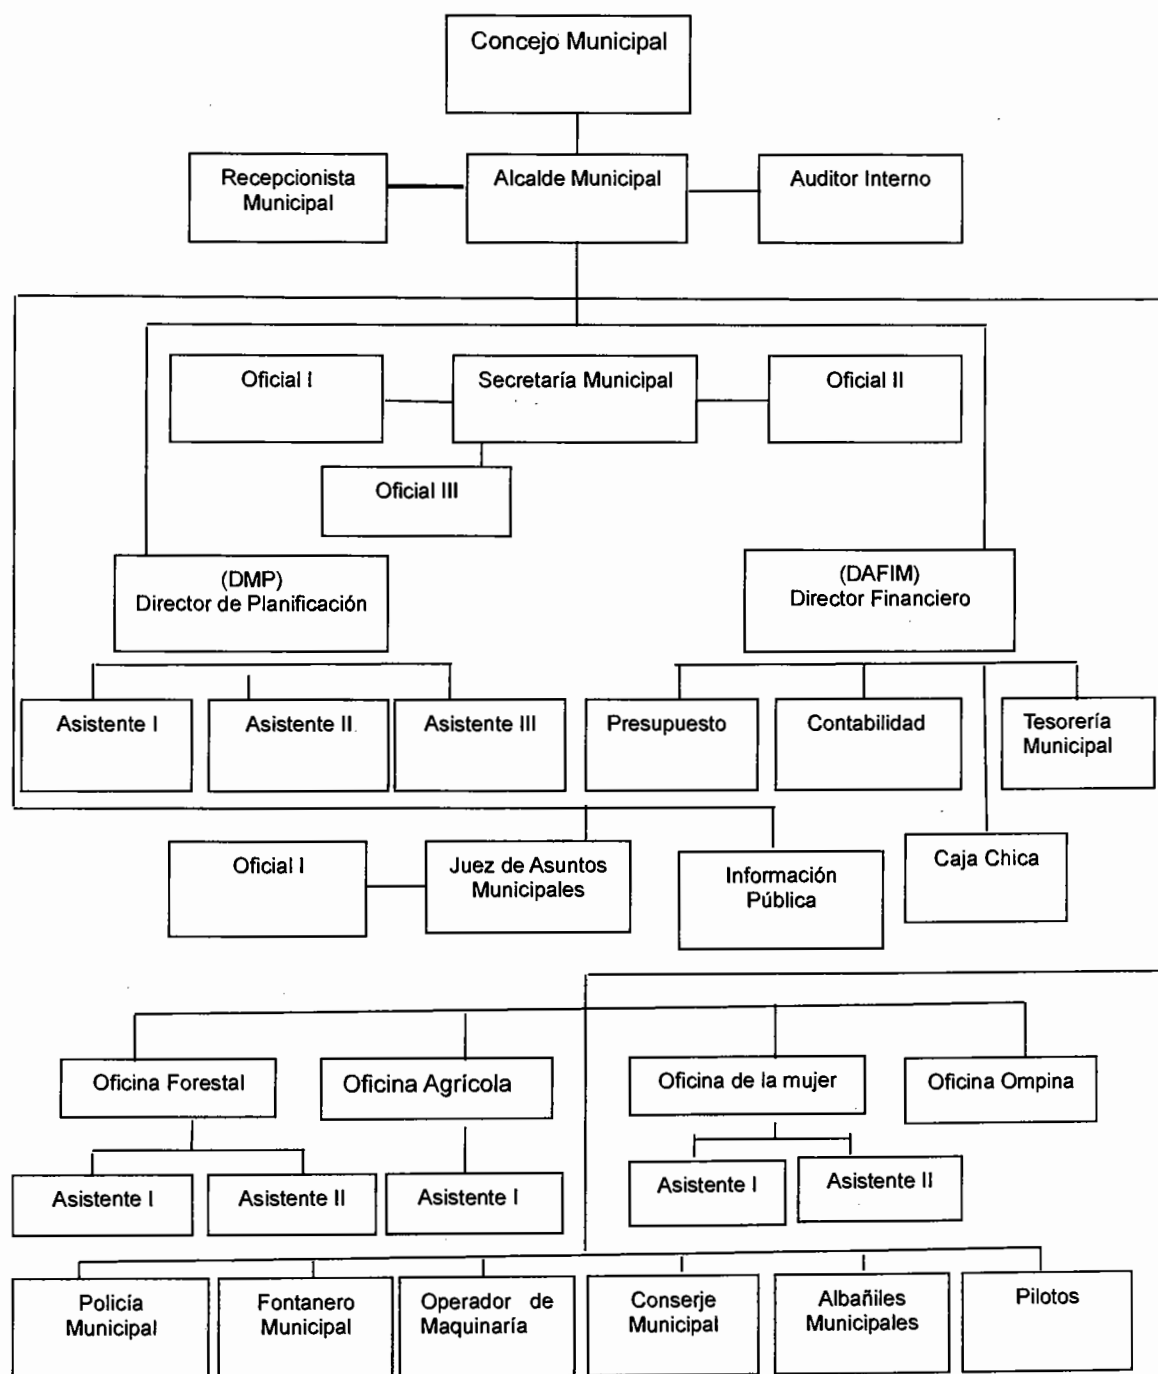 Concejo Municipal
Recepcionista
Municipal
Alcalde Municipal
Auditor Interno
Oficial I
Secretaría Municipal
Oficial II
Oficial III
(DMP)
Director de Planificación
(DAFIM)
Director Financiero
Asistente I
Asistente II
Asistente III
Presupuesto
Contabilidad
Tesorería
Municipal
Oficial I
Juez de Asuntos
Municipales
Información
Pública
Caja Chica
Oficina Forestal
Oficina Agrícola
Oficina de la mujer
Oficina Ompina
Asistente I
Asistente II
Asistente I
Asistente I
Asistente II
Policía
Municipal
Fontanero
Municipal
Operador de
Maquinaría
Conserje
Municipal
Albañiles
Municipales
Pilotos